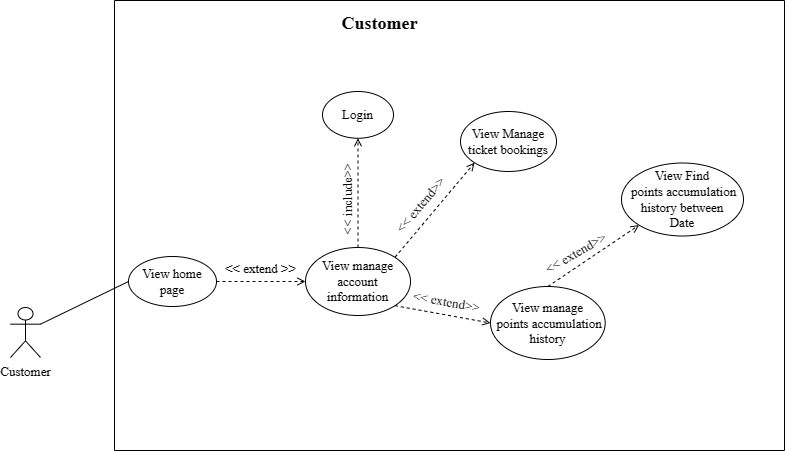 Customer
Login
View Manage
ticket bookings
<< include>>
<< extend>>
View Find
points accumulation
history between
Date
<< extend>>
View home
page
<< extend >>
View manage
account
information
<< extend>>
View manage
points accumulation
history
Customer